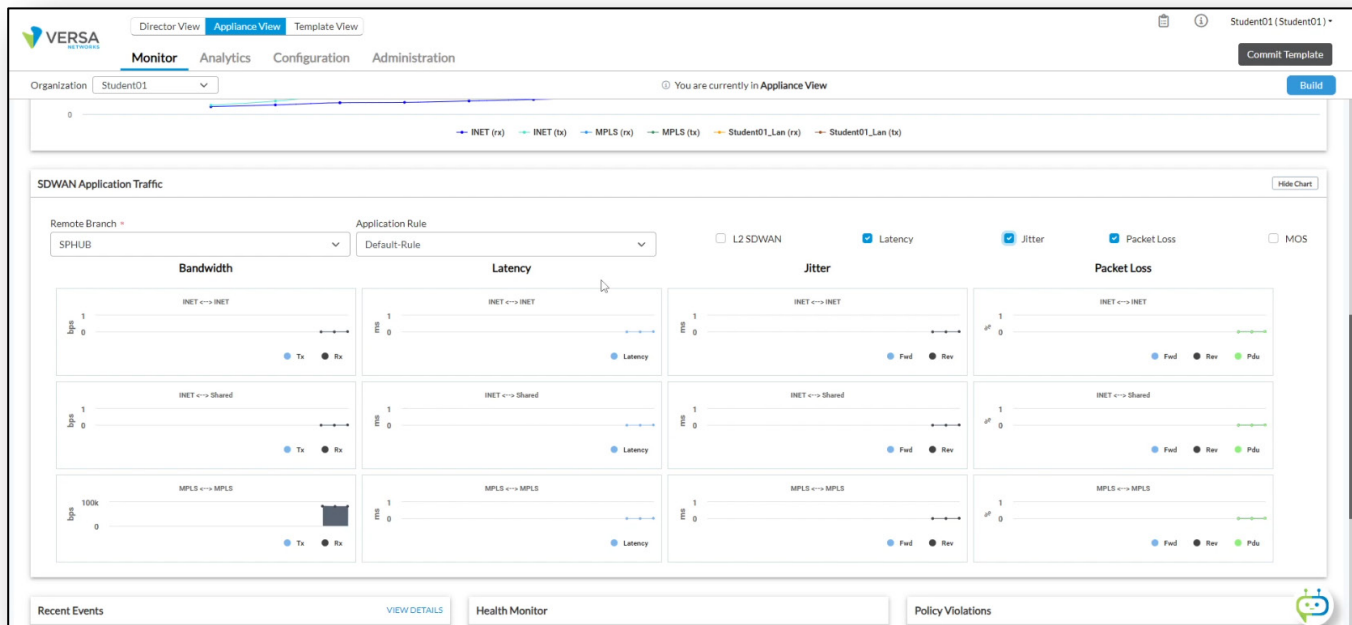 Director View Appliance View Template View
Student01 (Student01)
VERSA
NETWORKS
Monitor Analytics Configuration Administration
Commit Template
Organization Student01
You are currently in Appliance View
Build
0
INET (rx) INET (tx) MPLS (rx) MPLS (tx) Student01_Lan (rx) Student01_Lan (tx)
SDWAN Application Traffic
Hide Chart
Remote Branch *
Application Rule
SPHUB
Default-Rule
L2 SDWAN Latency Jitter Packet Loss MOS
Bandwidth Latency Jitter Packet Loss
INET <--> INET
bps
1
0
Tx Rx
INET <--> INET
ms
1
0
Latency
INET <--> INET
ms
1
0
Fwd Rev
INET <--> INET
%
1
0
Fwd Rev Pdu
INET <--> Shared
bps
1
0
Tx Rx
INET <--> Shared
ms
1
0
Latency
INET <--> Shared
ms
1
0
Fwd Rev
INET <--> Shared
%
1
0
Fwd Rev Pdu
MPLS <--> MPLS
bps
100k
0
Tx Rx
MPLS <--> MPLS
ms
1
0
Latency
MPLS <--> MPLS
ms
1
0
Fwd Rev
MPLS <--> MPLS
%
1
0
Fwd Rev Pdu
Recent Events VIEW DETAILS
Health Monitor
Policy Violations